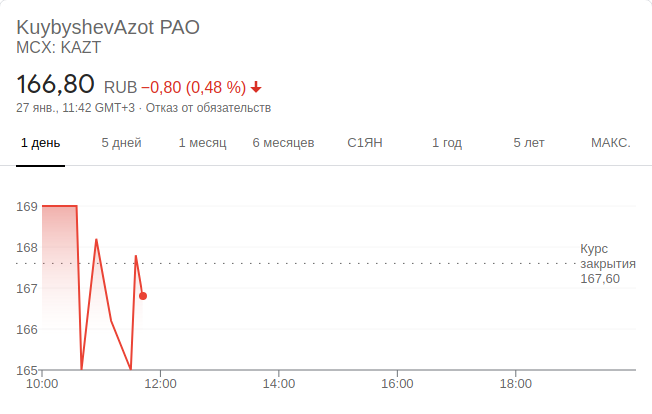 KuybyshevAzot PAO
MCX: KAZT
166,80 RUB −0,80 (0,48 %)
27 янв., 11:42 GMT+3 · Отказ от обязательств
1 день 5 дней 1 месяц 6 месяцев С1ЯН 1 год 5 лет МАКС.
169
168
167
166
165
Курс
закрытия
167,60
10:00 12:00 14:00 16:00 18:00